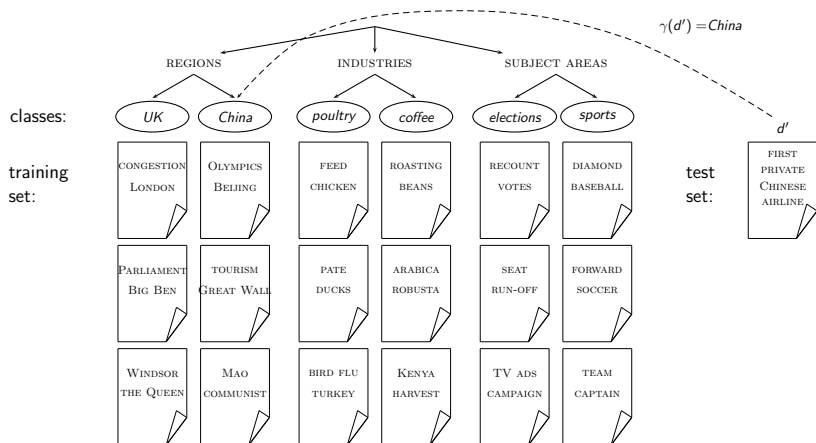 γ(d′) =China
REGIONS INDUSTRIES SUBJECT AREAS
classes: UK China poultry coffee elections sports
d′
training set:
CONGESTION
LONDON
OLYMPICS
BEIJING
FEED
CHICKEN
ROASTING
BEANS
RECOUNT
VOTES
DIAMOND
BASEBALL
test set:
FIRST
PRIVATE
CHINESE
AIRLINE
PARLIAMENT
BIG BEN
TOURISM
GREAT WALL
PATE
DUCKS
ARABICA
ROBUSTA
SEAT
RUN-OFF
FORWARD
SOCCER
WINDSOR
THE QUEEN
MAO
COMMUNIST
BIRD FLU
TURKEY
KENYA
HARVEST
TV ADS
CAMPAIGN
TEAM
CAPTAIN